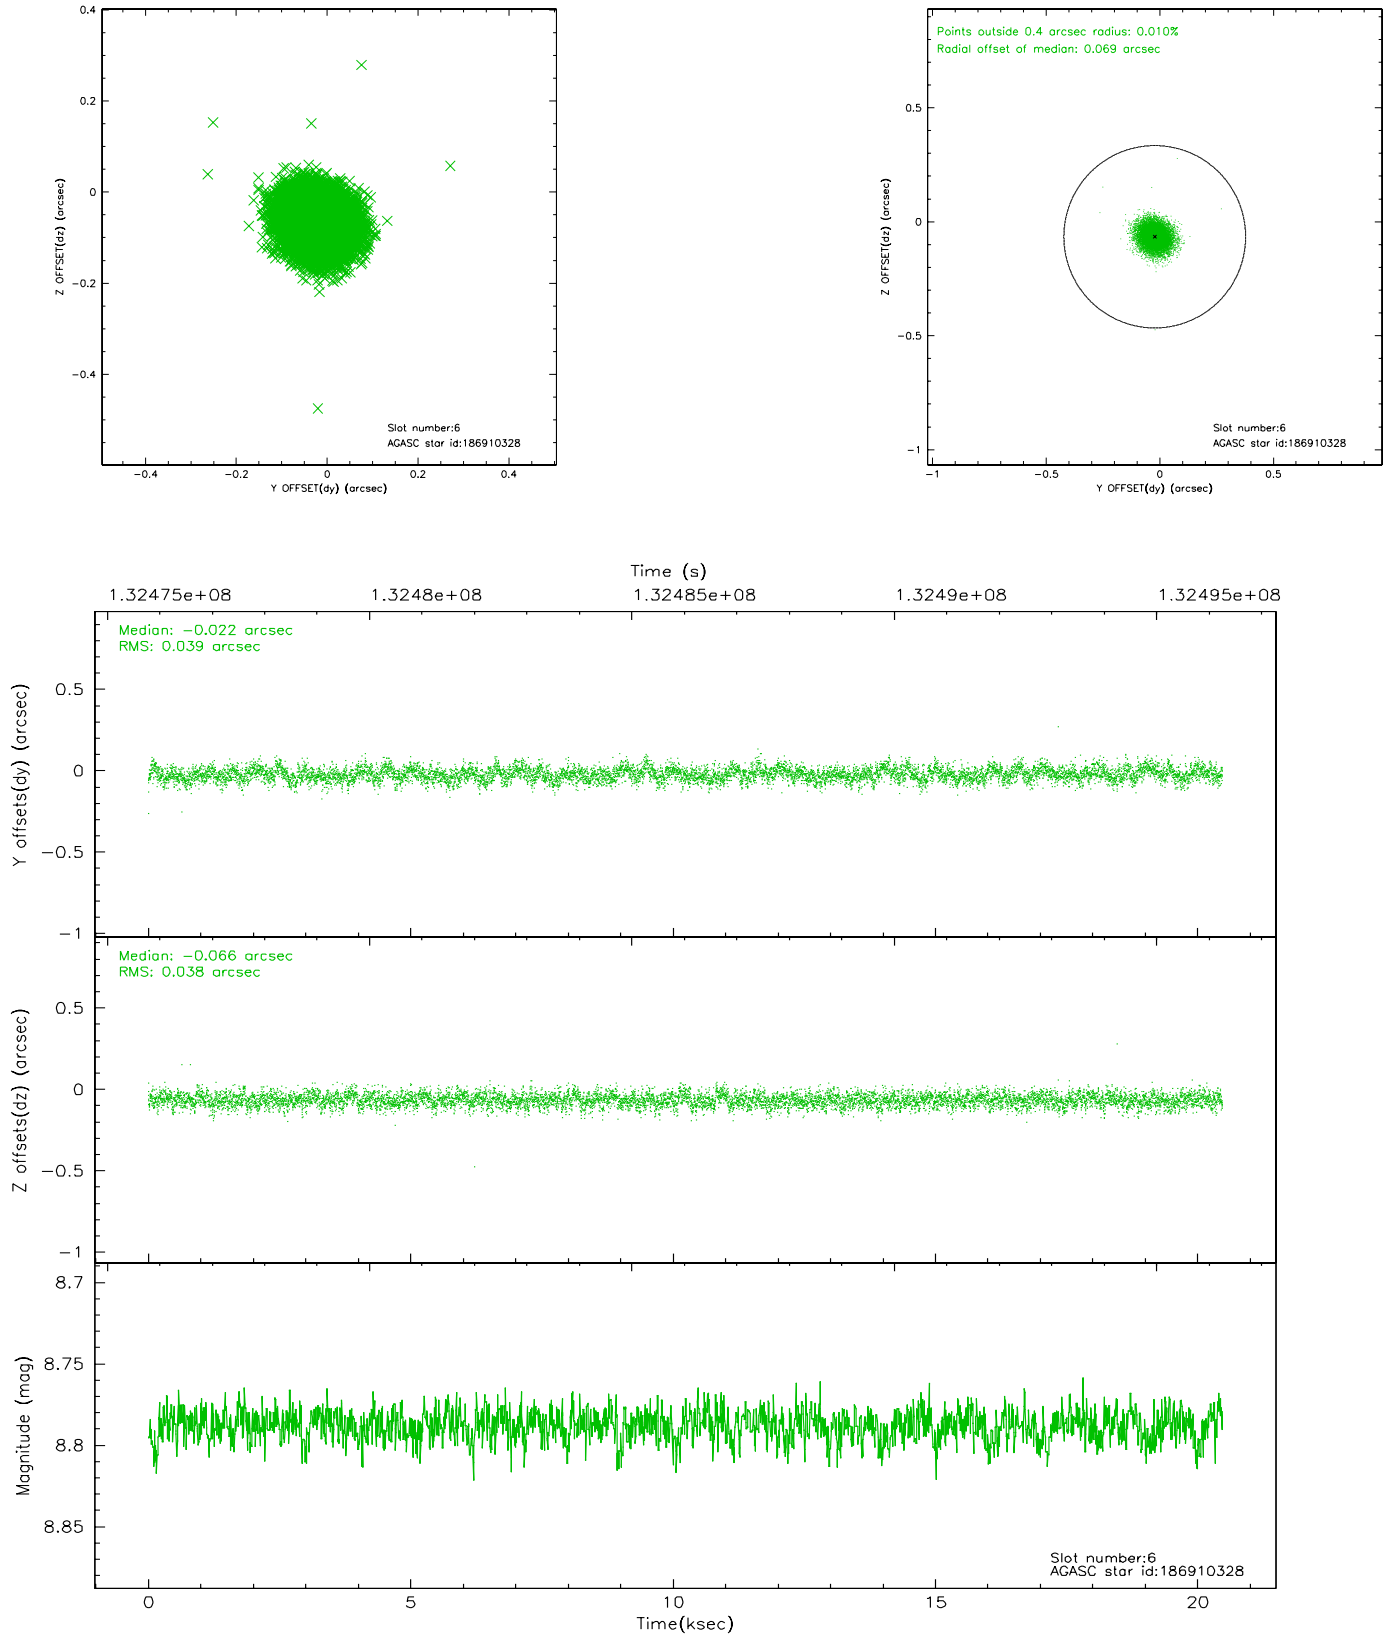 0.4
0.2
0
−0.2
−0.4
Z OFFSET(dz) (arcsec)
Slot number:6
AGASC star id:186910328
−0.4 −0.2 0 0.2 0.4
Y OFFSET(dy) (arcsec)
Points outside 0.4 arcsec radius: 0.010%
Radial offset of median: 0.069 arcsec
0.5
0
−0.5
−1
Z OFFSET(dz) (arcsec)
Slot number:6
AGASC star id:186910328
−1 −0.5 0 0.5
Y OFFSET(dy) (arcsec)
Time (s)
1.32475e+08 1.3248e+08 1.32485e+08 1.3249e+08 1.32495e+08
Median: −0.022 arcsec
RMS: 0.039 arcsec
0.5
0
−0.5
−1
Y offsets(dy) (arcsec)
Median: −0.066 arcsec
RMS: 0.038 arcsec
0.5
0
−0.5
−1
Z offsets(dz) (arcsec)
8.7
8.75
8.8
8.85
Magnitude (mag)
Slot number:6
AGASC star id:186910328
0 5 10 15 20
Time(ksec)